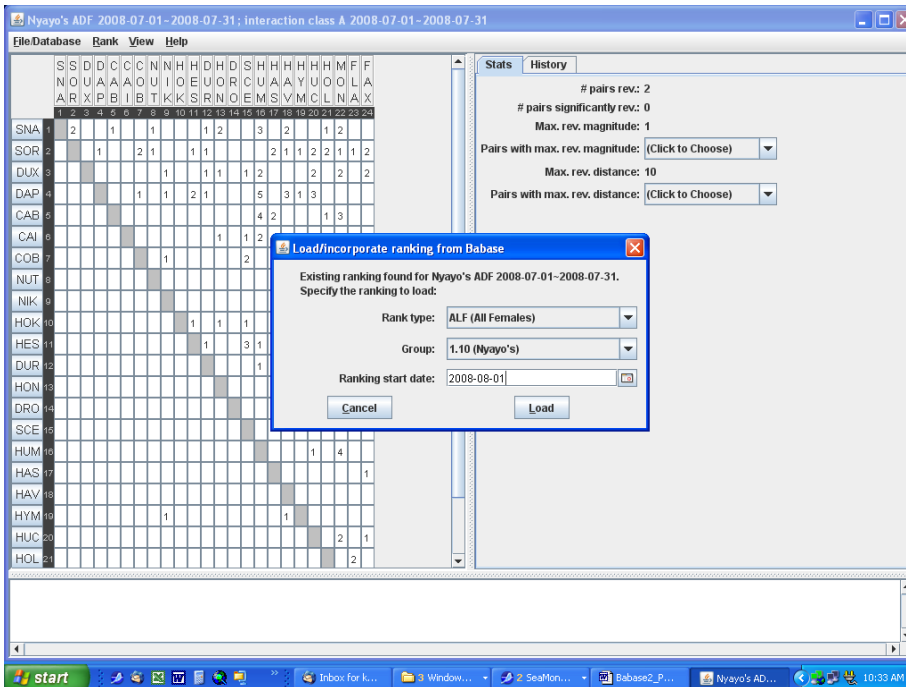 Nyayo's ADF 2008-07-01~2008-07-31; interaction class A 2008-07-01~2008-07-31
File/Database Rank View Help
S S D D C C C N N H H D H D S H H H H H H M F F
N O U A A A O U I O E U O R C U A A Y U O O L A
A R X P B I B T K K S R N O E M S V M C L N A X
1 2 3 4 5 6 7 8 9 10 11 12 13 14 15 16 17 18 19 20 21 22 23 24
SNA 1 2 1 1 1 2 3 2 1 2
SOR 2 1 2 1 1 1 2 1 1 2 2 1 1 2
DUX 3 1 1 1 1 2 2 2 2
DAP 4 1 1 2 1 5 3 1 3
CAB 5 4 2 1 3
CAI 6 1 1 2
COB 7 1 2
NUT 8
NIK 9
HOK 10 1 1 1
HES 11 1 3 1
DUR 12 1
HON 13
DRO 14
SCE 15
HUM 16 1 4
HAS 17 1
HAV 18
HYM 19 1 1
HUC 20 2 1
HOL 21 2
Stats History
# pairs rev.: 2
# pairs significantly rev.: 0
Max. rev. magnitude: 1
Pairs with max. rev. magnitude: (Click to Choose)
Max. rev. distance: 10
Pairs with max. rev. distance: (Click to Choose)
Load/incorporate ranking from Babase
Existing ranking found for Nyayo's ADF 2008-07-01~2008-07-31.
Specify the ranking to load:
Rank type: ALF (All Females)
Group: 1.10 (Nyayo's)
Ranking start date: 2008-08-01
Cancel Load
start Inbox for k... 3 Window... 2 SeaMon... Babase2_P... Nyayo's AD... 10:33 AM